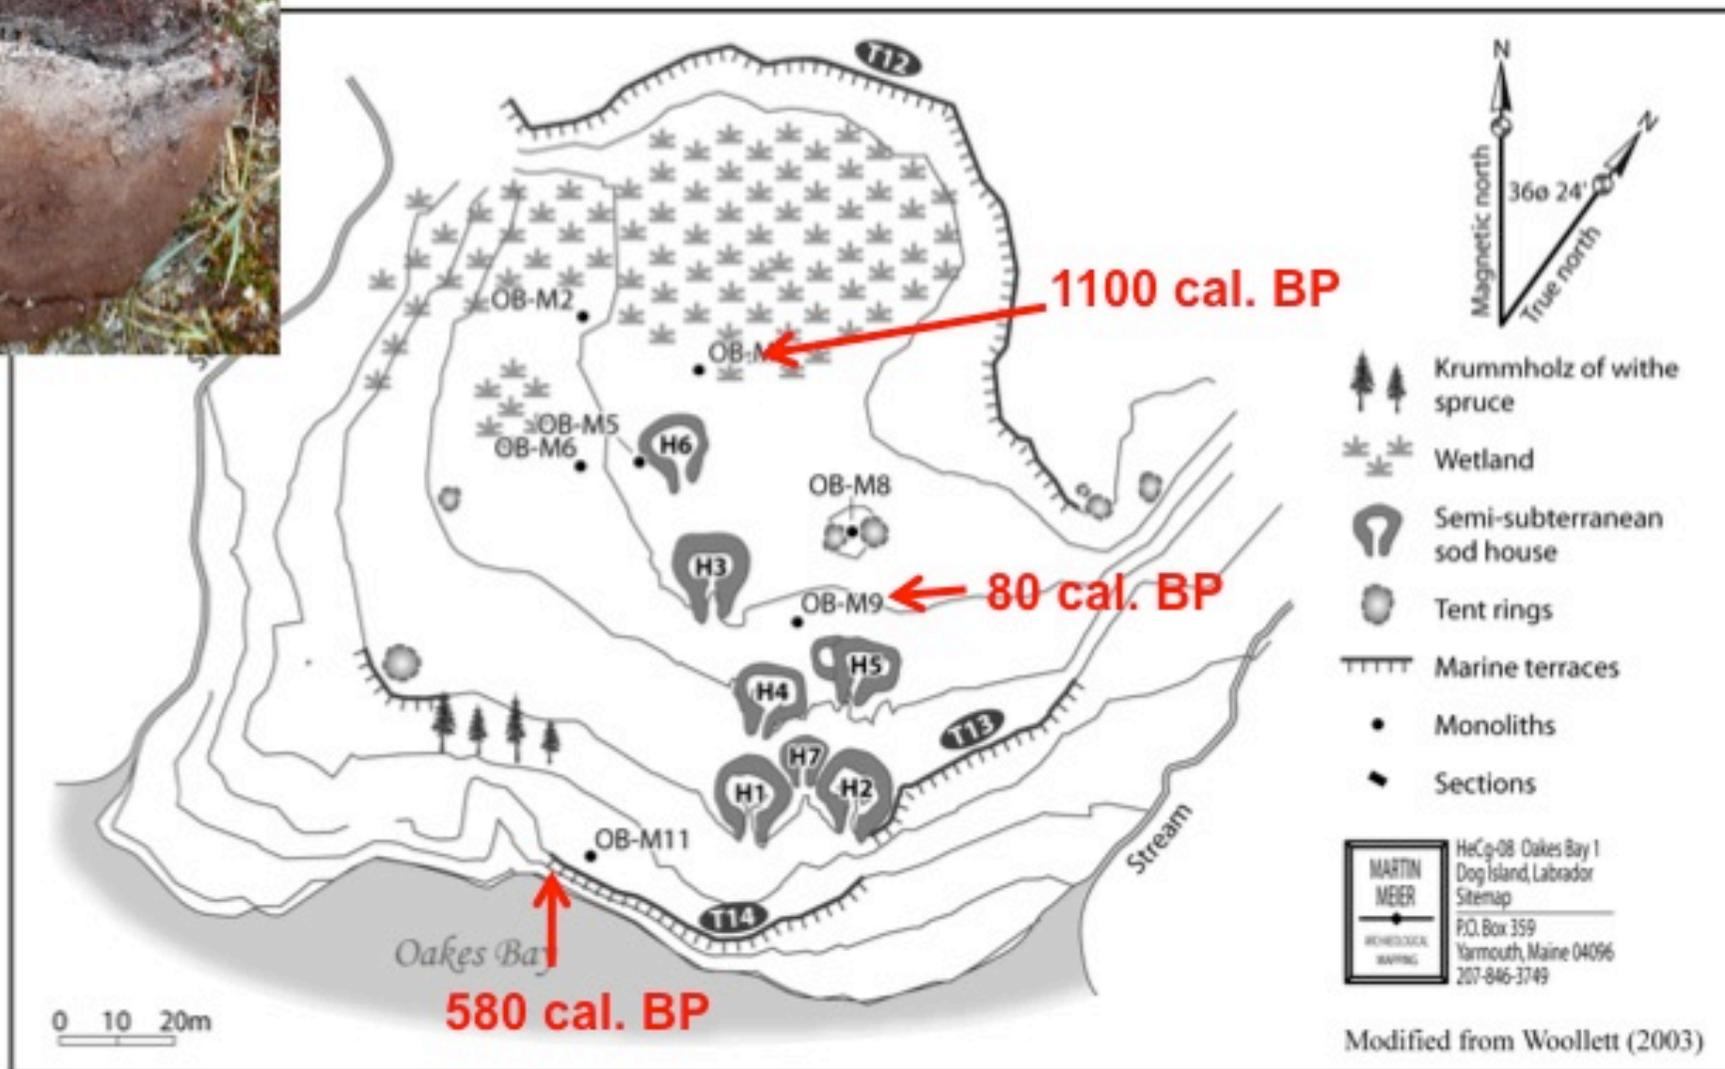 T12
N
N
Magnetic north
36ø 24'
True north
1100 cal. BP
OB-M2
OB-M
Krummholz of withe
spruce
OB-M5
OB-M6
H6
Wetland
OB-M8
Semi-subterranean
sod house
H3
OB-M9
80 cal. BP
Tent rings
H5
Marine terraces
H4
T13
Monoliths
H7
H1
H2
Sections
OB-M11
Stream
T14
Oakes Bay
580 cal. BP
0 10 20m
MARTIN
MEIER
ARCHAEOLOGICAL
MAPPING
HeCg-08 Oakes Bay 1
Dog Island, Labrador
Sitemap
P.O. Box 359
Yarmouth, Maine 04096
207-846-3749
Modified from Woollett (2003)